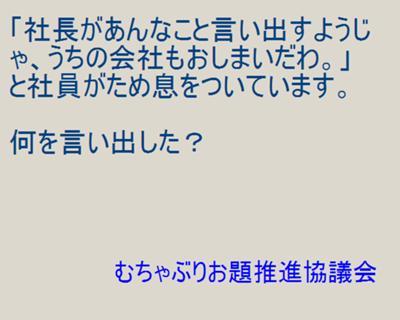 「社長があんなこと言い出すようじ
ゃ、うちの会社もおしまいだわ。」
と社員がため息をついています。
何を言い出した？
むちゃぶりお題推進協議会